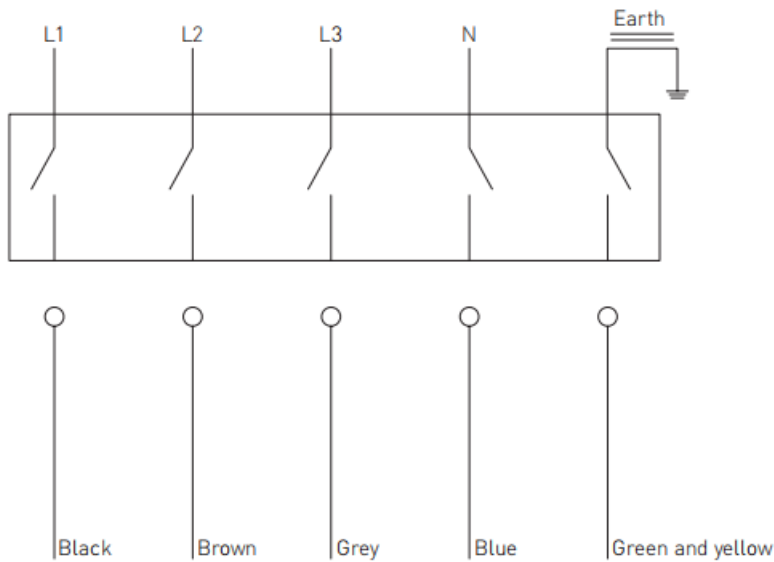 Earth
L1
L2
L3
N
Black
Brown
Grey
Blue
Green and yellow